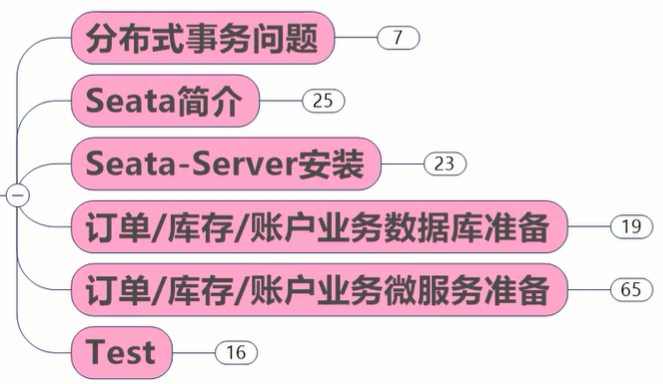 分布式事务问题 7
Seata简介 25
Seata-Server安装 23
订单/库存/账户业务数据库准备 19
订单/库存/账户业务微服务准备 65
Test 16